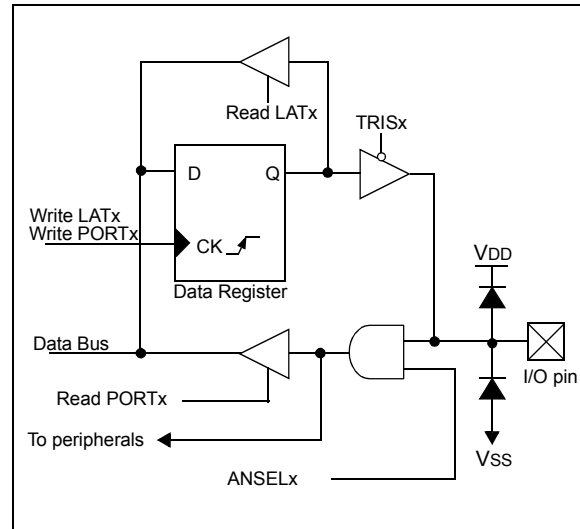 Read LATx
TRISx
D
Q
Write LATx
Write PORTx
CK
Data Register
VDD
Data Bus
I/O pin
Read PORTx
To peripherals
VSS
ANSELx